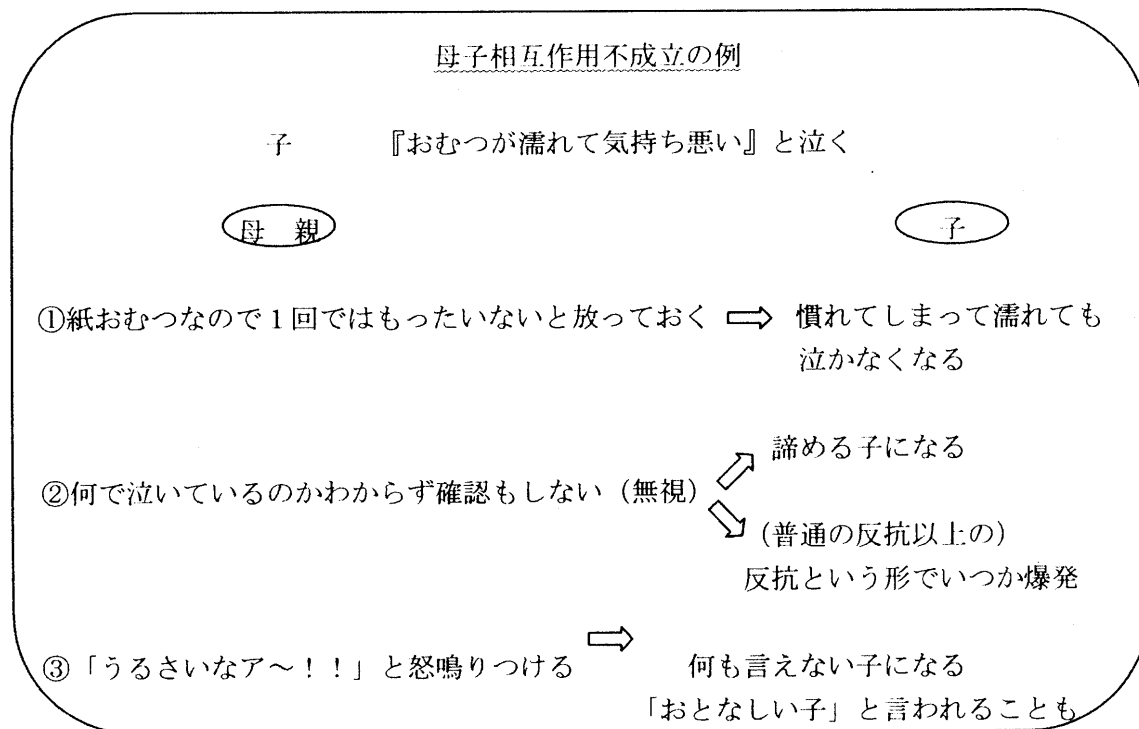 母子相互作用不成立の例
子 『おむつが濡れて気持ち悪い』と泣く
母 親 子
①紙おむつなので1回ではもったいないと放っておく ⇨ 慣れてしまって濡れても
泣かなくなる
諦める子になる
②何で泣いているのかわからず確認もしない（無視）
（普通の反抗以上の）
反抗という形でいつか爆発
③「うるさいなア～！！」と怒鳴りつける ⇨ 何も言えない子になる
「おとなしい子」と言われることも